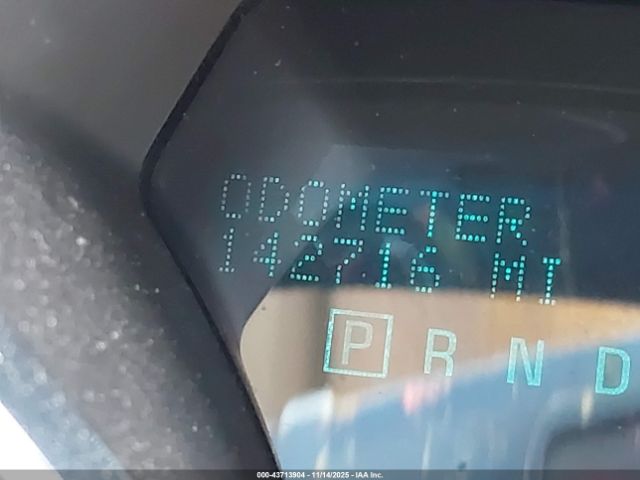 ODOMETER
142716 MI
P R N D
000-43713904 - 11/14/2025 - IAA Inc.